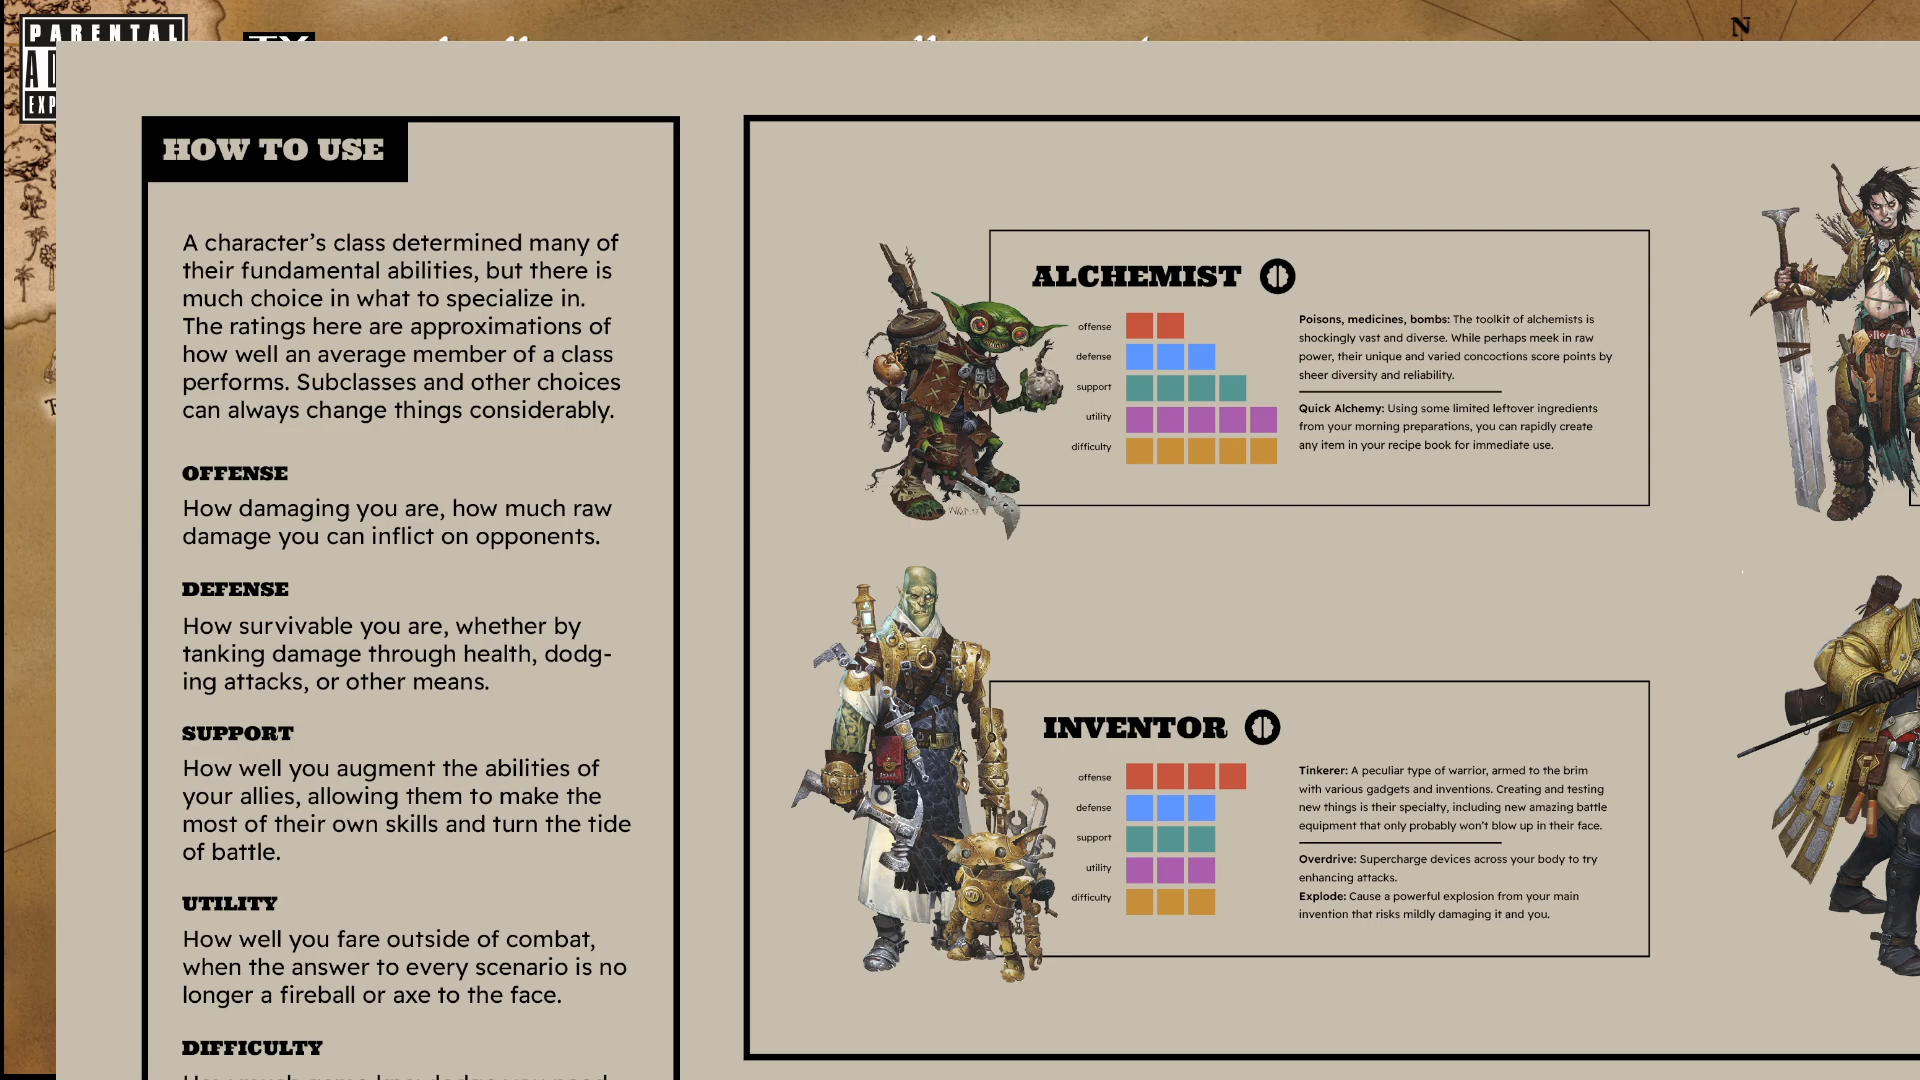 PARENTAL
HOW TO USE
A character’s class determined many of
their fundamental abilities, but there is
much choice in what to specialize in.
The ratings here are approximations of
how well an average member of a class
performs. Subclasses and other choices
can always change things considerably.
OFFENSE
How damaging you are, how much raw
damage you can inflict on opponents.
DEFENSE
How survivable you are, whether by
tanking damage through health, dodg-
ing attacks, or other means.
SUPPORT
How well you augment the abilities of
your allies, allowing them to make the
most of their own skills and turn the tide
of battle.
UTILITY
How well you fare outside of combat,
when the answer to every scenario is no
longer a fireball or axe to the face.
DIFFICULTY
ALCHEMIST
offense
defense
support
utility
difficulty
Poisons, medicines, bombs: The toolkit of alchemists is
shockingly vast and diverse. While perhaps meek in raw
power, their unique and varied concoctions score points by
sheer diversity and reliability.
Quick Alchemy: Using some limited leftover ingredients
from your morning preparations, you can rapidly create
any item in your recipe book for immediate use.
INVENTOR
offense
defense
support
utility
difficulty
Tinkerer: A peculiar type of warrior, armed to the brim
with various gadgets and inventions. Creating and testing
new things is their specialty, including new amazing battle
equipment that only probably won’t blow up in their face.
Overdrive: Supercharge devices across your body to try
enhancing attacks.
Explode: Cause a powerful explosion from your main
invention that risks mildly damaging it and you.
N